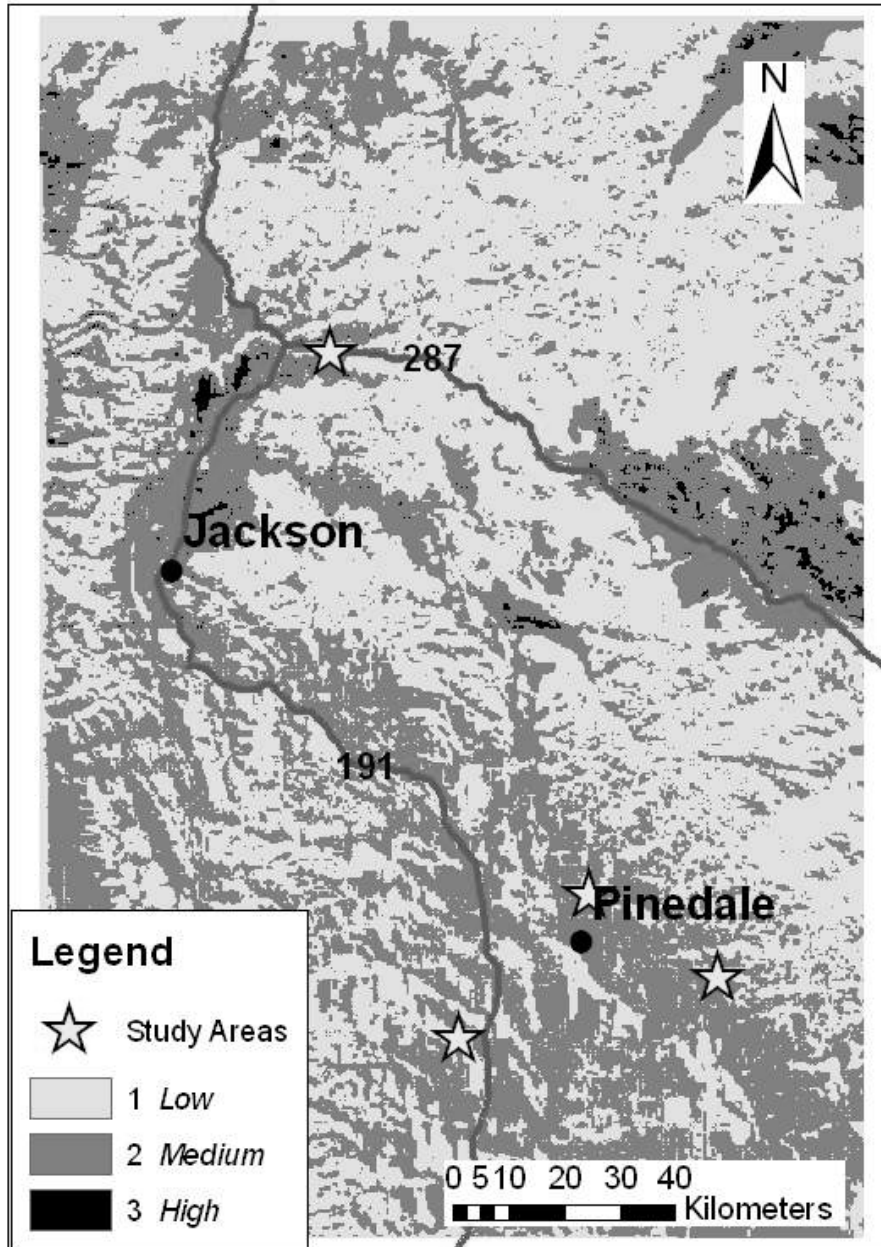 N
287
Jackson
191
Pinedale
Legend
Study Areas
1 Low
2 Medium
3 High
0 5 10 20 30 40
Kilometers